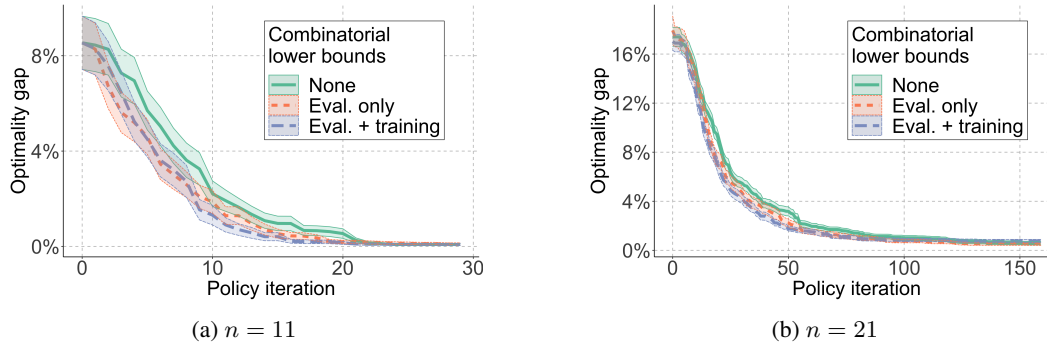 Optimality gap
8%
4%
0%
0
10
20
30
Policy iteration
Combinatorial
lower bounds
None
Eval. only
Eval. + training
(a) n = 11
Optimality gap
16%
12%
8%
4%
0%
0
50
100
150
Policy iteration
Combinatorial
lower bounds
None
Eval. only
Eval. + training
(b) n = 21